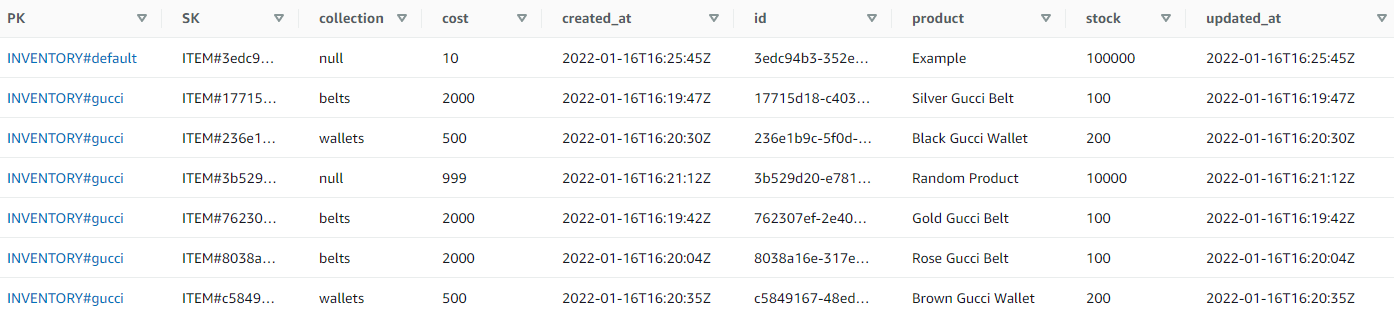 PK SK collection cost created_at id product stock updated_at
INVENTORY#default ITEM#3edc9... null 10 2022-01-16T16:25:45Z 3edc94b3-352e... Example 100000 2022-01-16T16:25:45Z
INVENTORY#gucci ITEM#17715... belts 2000 2022-01-16T16:19:47Z 17715d18-c403... Silver Gucci Belt 100 2022-01-16T16:19:47Z
INVENTORY#gucci ITEM#236e1... wallets 500 2022-01-16T16:20:30Z 236e1b9c-5f0d-... Black Gucci Wallet 200 2022-01-16T16:20:30Z
INVENTORY#gucci ITEM#3b529... null 999 2022-01-16T16:21:12Z 3b529d20-e781... Random Product 10000 2022-01-16T16:21:12Z
INVENTORY#gucci ITEM#76230... belts 2000 2022-01-16T16:19:42Z 762307ef-2e40... Gold Gucci Belt 100 2022-01-16T16:19:42Z
INVENTORY#gucci ITEM#8038a... belts 2000 2022-01-16T16:20:04Z 8038a16e-317e... Rose Gucci Belt 100 2022-01-16T16:20:04Z
INVENTORY#gucci ITEM#c5849... wallets 500 2022-01-16T16:20:35Z c5849167-48ed... Brown Gucci Wallet 200 2022-01-16T16:20:35Z